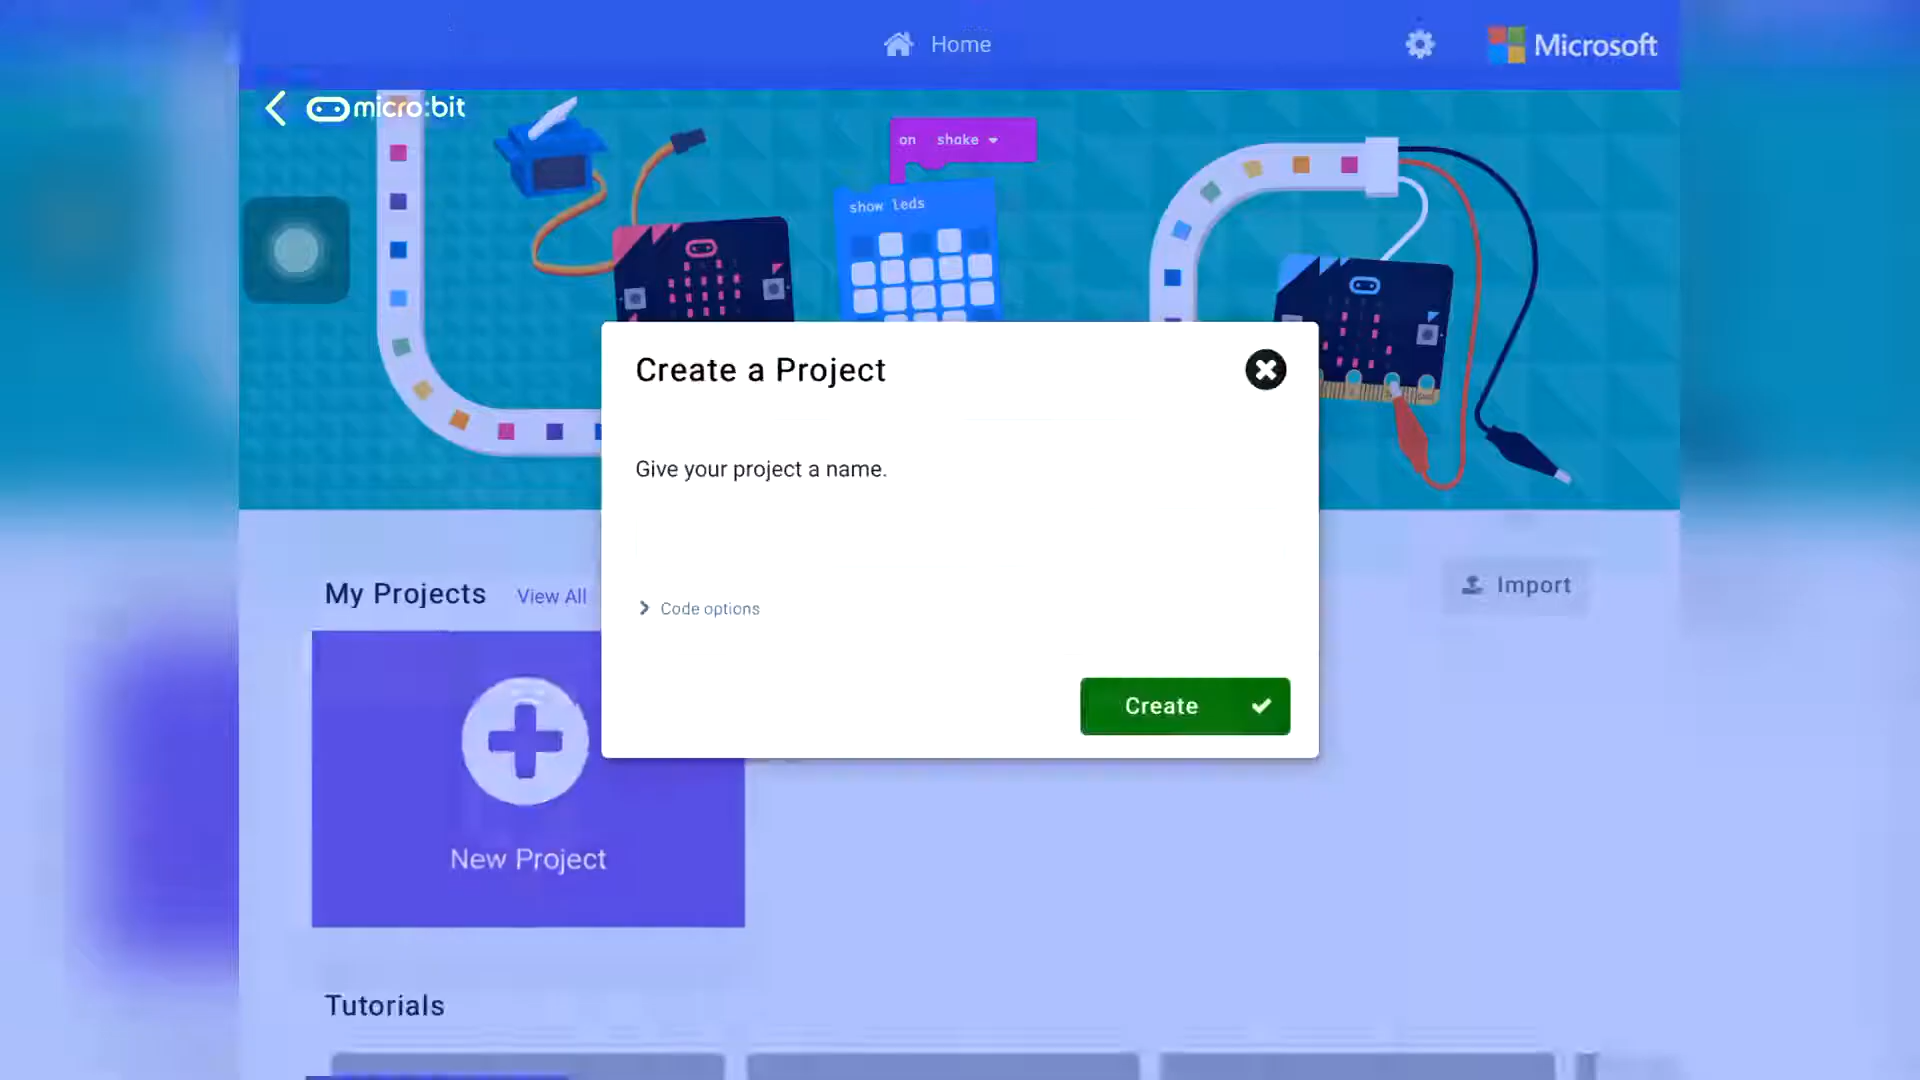 Home
Microsoft
micro:bit
on shake
show leds
Create a Project
Give your project a name.
My Projects
View All
Import
Code options
Create
New Project
Tutorials